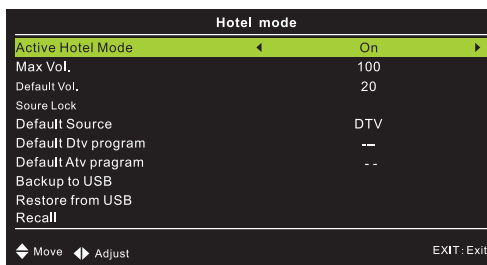 Hotel mode
Active Hotel Mode On
Max Vol. 100
Default Vol. 20
Soure Lock
Default Source DTV
Default Dtv program ---
Default Atv pragram - -
Backup to USB
Restore from USB
Recall
Move Adjust EXIT:Exit